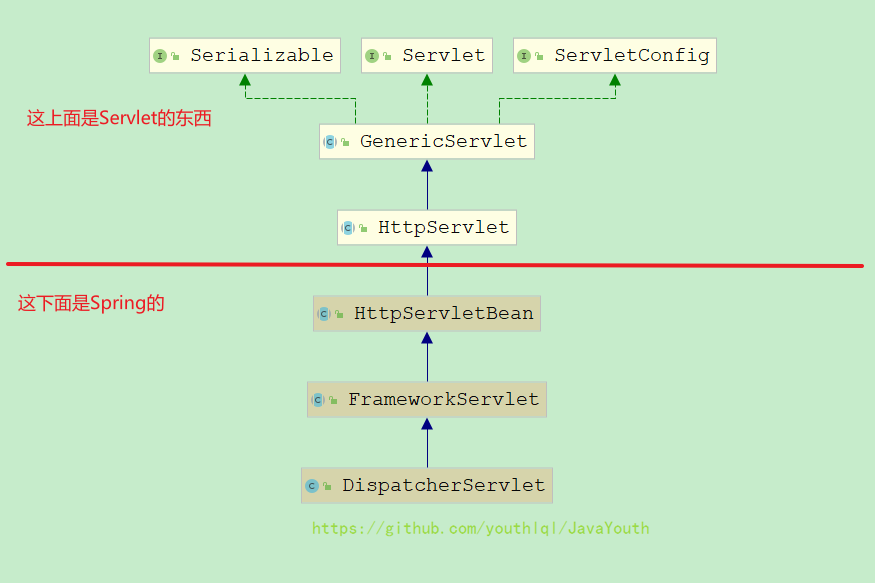 Serializable Servlet ServletConfig
这上面是Servlet的东西
GenericServlet
HttpServlet
这下面是Spring的
HttpServletBean
FrameworkServlet
DispatcherServlet
https://github.com/youthlql/JavaYouth